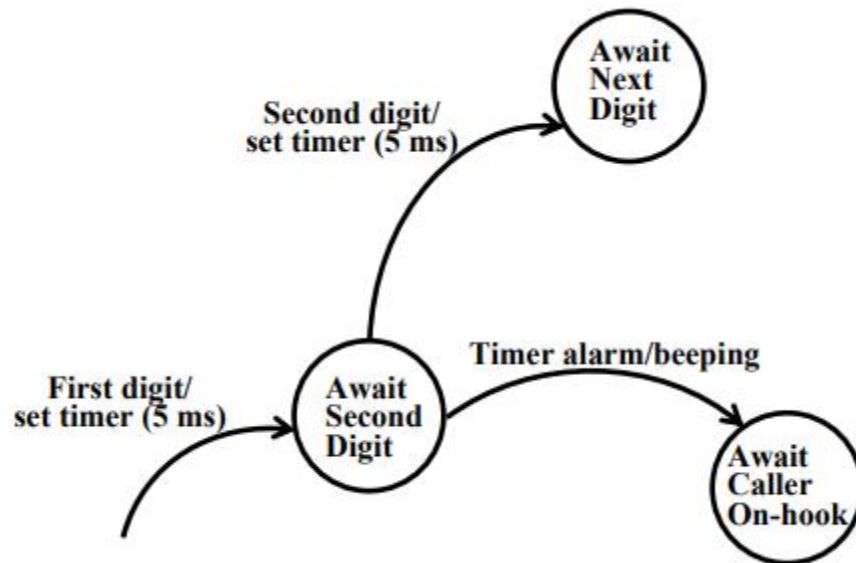 Await
Next
Digit
Second digit/
set timer (5 ms)
Timer alarm/beeping
First digit/
set timer (5 ms)
Await
Second
Digit
Await
Caller
On-hook